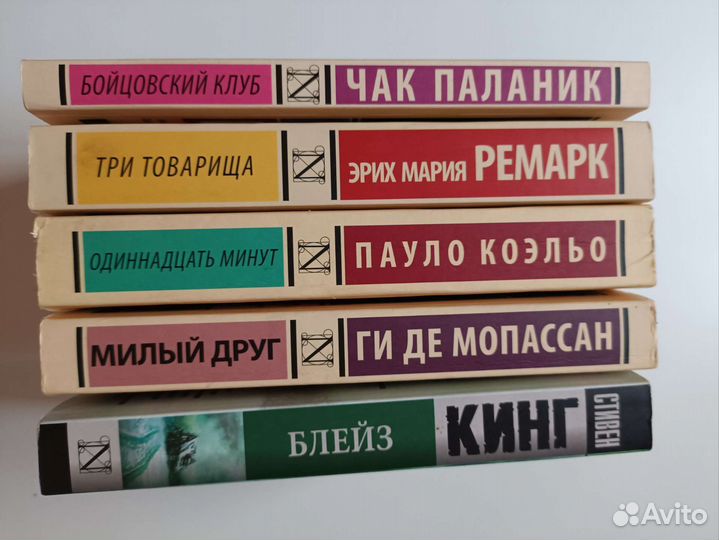 БОЙЦОВСКИЙ КЛУБ ЧАК ПАЛАНИК
ТРИ ТОВАРИЩА ЭРИХ МАРИЯ РЕМАРК
ОДИННАДЦАТЬ МИНУТ ПАУЛО КОЭЛЬО
МИЛЫЙ ДРУГ ГИ ДЕ МОПАССАН
БЛЕЙЗ КИНГ СТИВЕН
Avito